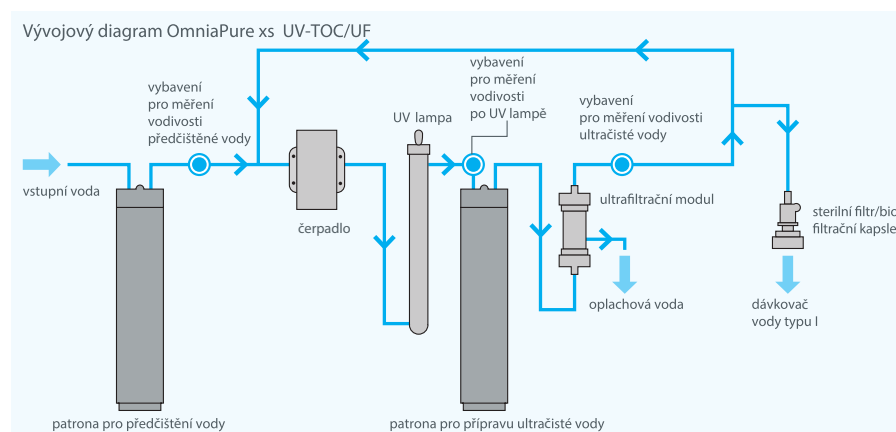 Vývojový diagram OmniaPure xs UV-TOC/UF
vybavení
pro měření
vodivosti
předčištěné vody
UV lampa
vybavení
pro měření
vodivosti
po UV lampě
vybavení
pro měření vodivosti
ultračisté vody
vstupní voda
čerpadlo
ultrafiltrační modul
sterilní filtr/bio
filtrační kapsle
oplachová voda
dávkovač
vody typu I
patrona pro předčištění vody
patrona pro přípravu ultračisté vody